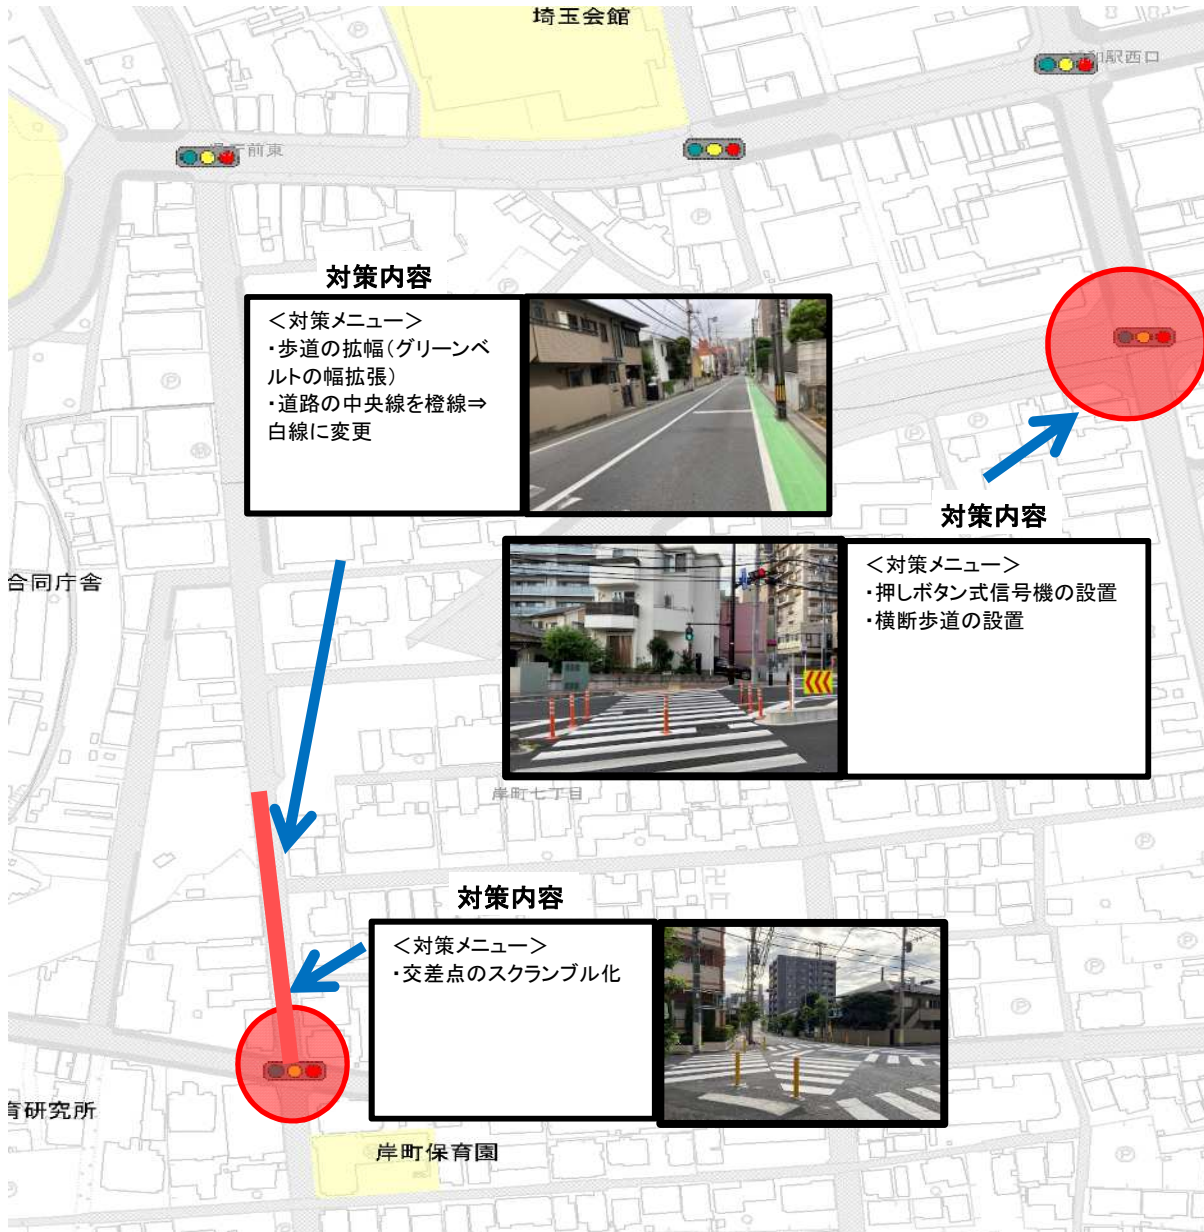 埼玉会館
駅西口
前東
対策内容
＜対策メニュー＞
・歩道の拡幅（グリーンベ
ルトの幅拡張）
・道路の中央線を橙線⇒
白線に変更
対策内容
＜対策メニュー＞
・押しボタン式信号機の設置
・横断歩道の設置
合同庁舎
岸町七丁目
対策内容
＜対策メニュー＞
・交差点のスクランブル化
育研究所
岸町保育園